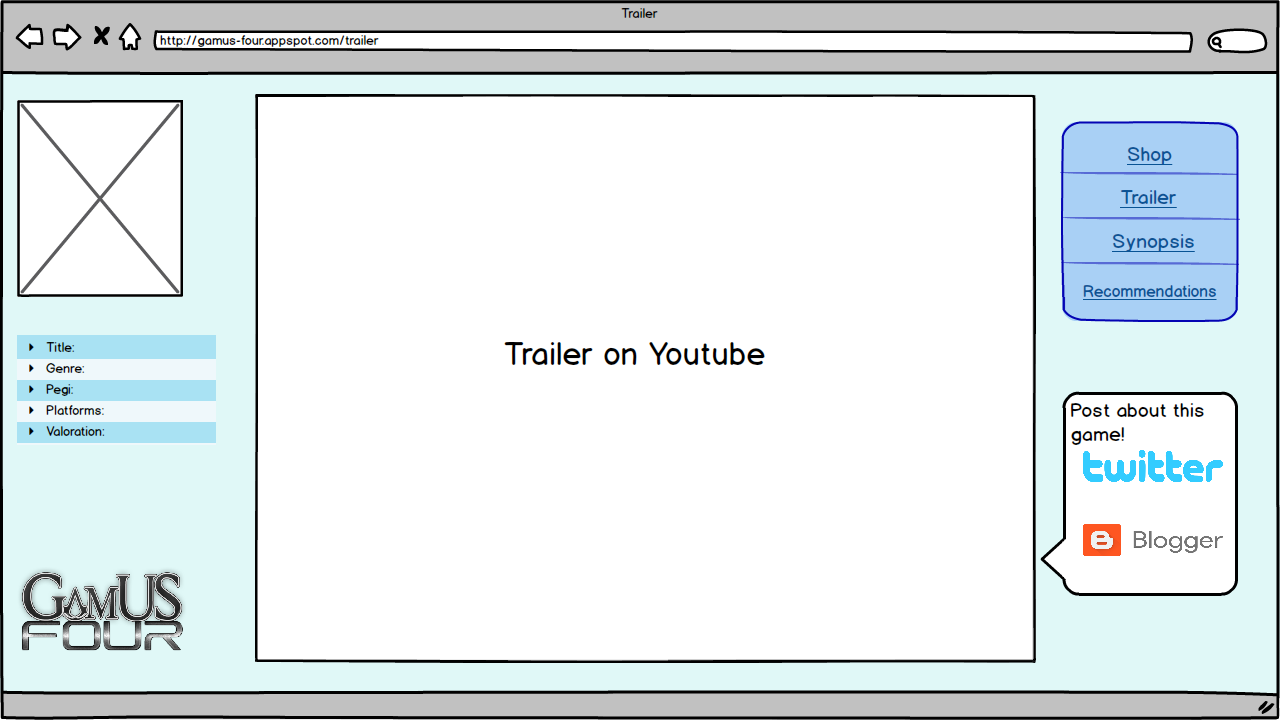 Trailer
http://gamus-four.appspot.com/trailer
Shop
Trailer
Synopsis
Recommendations
Title:
Genre:
Pegi:
Platforms:
Valoration:
Trailer on Youtube
Post about this
game!
twitter
Blogger
GAMUS
FOUR